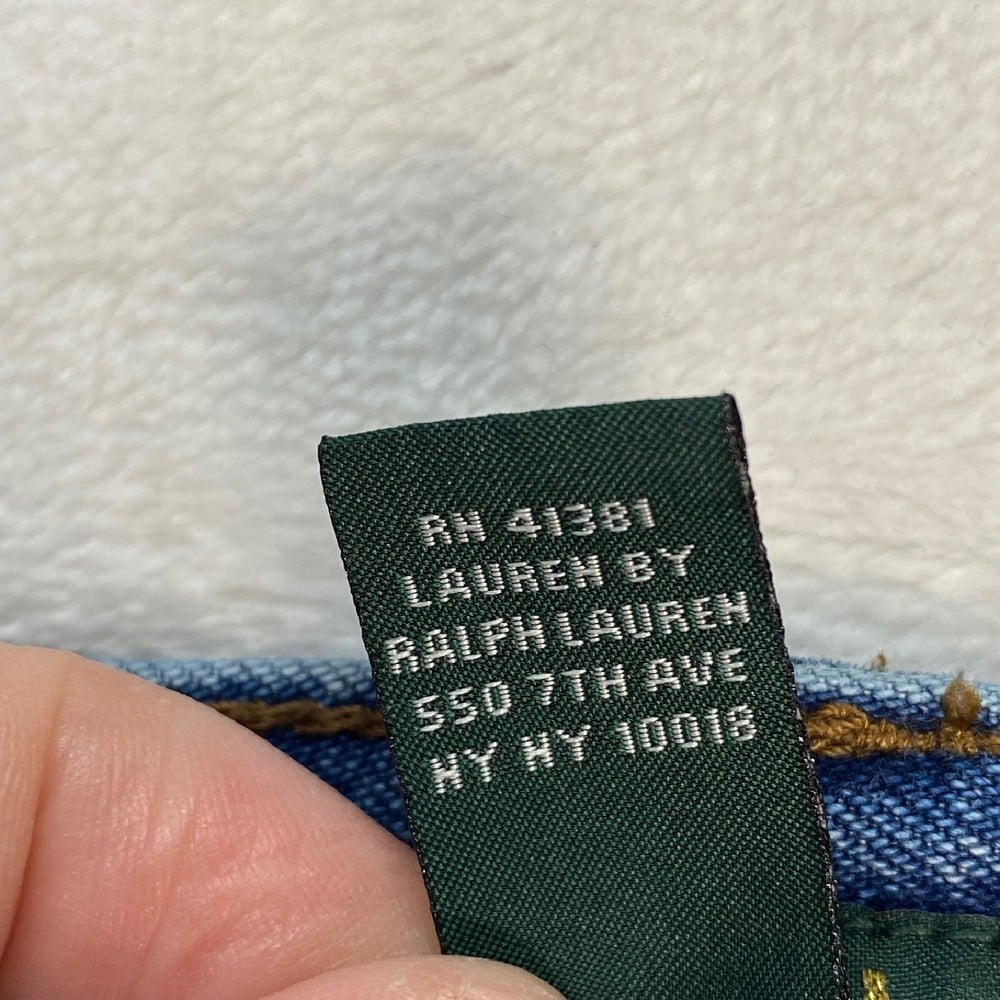 RN 41381
LAUREN BY
RALPH LAUREN
550 7TH AVE
NY NY 10018